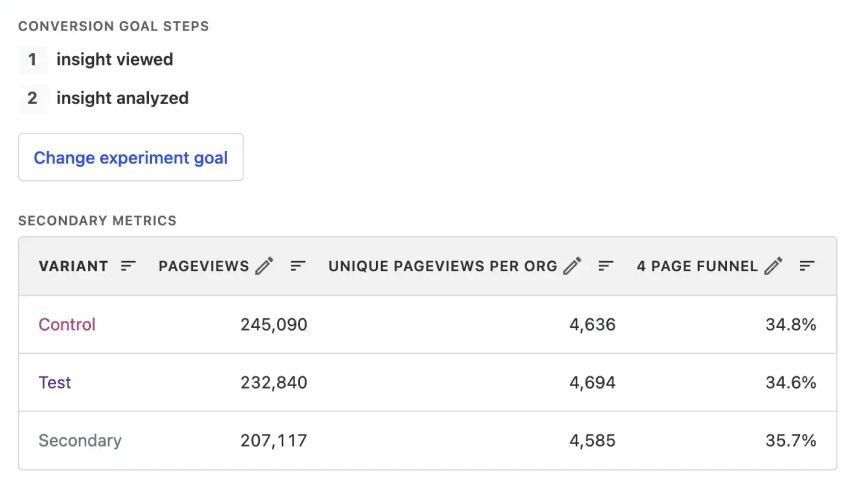 CONVERSION GOAL STEPS
1 insight viewed
2 insight analyzed
Change experiment goal
SECONDARY METRICS
VARIANT PAGEVIEWS UNIQUE PAGEVIEWS PER ORG 4 PAGE FUNNEL
Control 245,090 4,636 34.8%
Test 232,840 4,694 34.6%
Secondary 207,117 4,585 35.7%